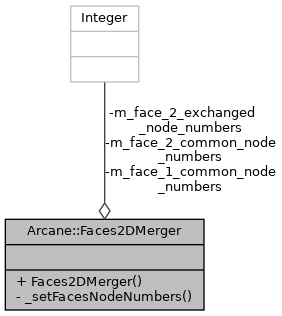 Integer
-m_face_2_exchanged
_node_numbers
-m_face_2_common_node
_numbers
-m_face_1_common_node
_numbers
Arcane::Faces2DMerger
+ Faces2DMerger()
- _setFacesNodeNumbers()